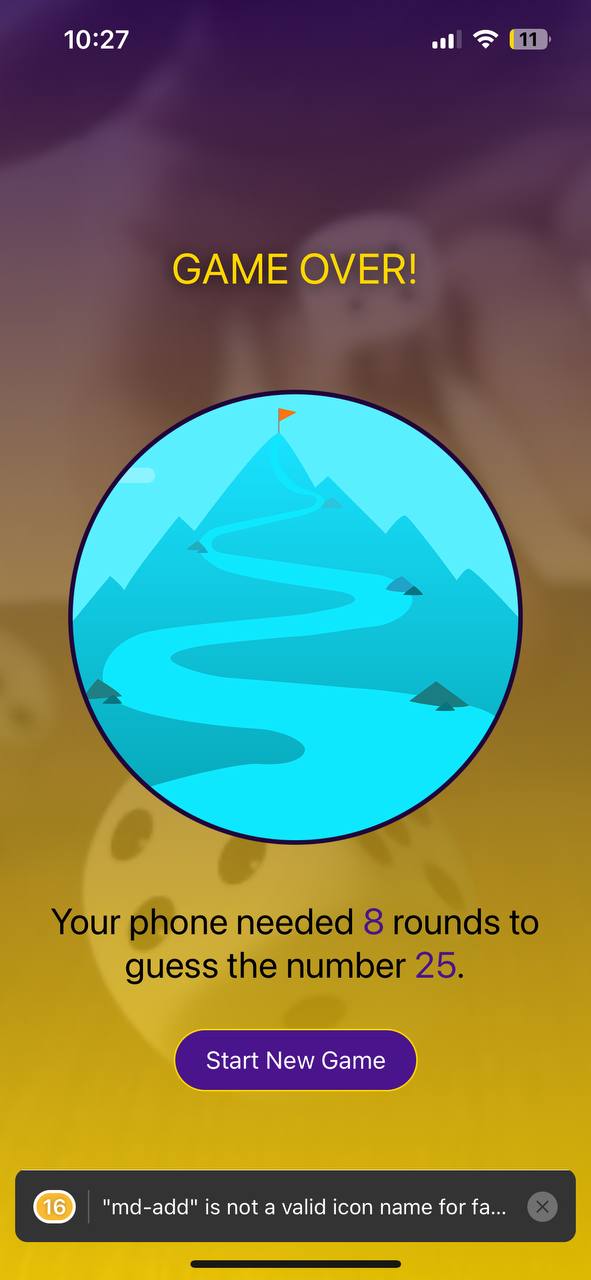 10:27
11
GAME OVER!
Your phone needed 8 rounds to
guess the number 25.
Start New Game
16
"md-add" is not a valid icon name for fa...